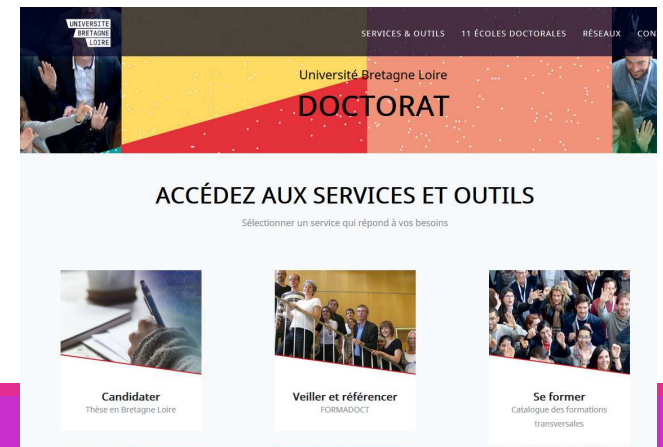 UNIVERSITE
BRETAGNE
LOIRE
SERVICES & OUTILS 11 ÉCOLES DOCTORALES RÉSEAUX CON
Université Bretagne Loire
DOCTORAT
ACCÉDEZ AUX SERVICES ET OUTILS
Sélectionner un service qui répond à vos besoins
Candidater
Thèse en Bretagne Loire
Veiller et référencer
FORMADOCT
Se former
Catalogue des formations
transversales